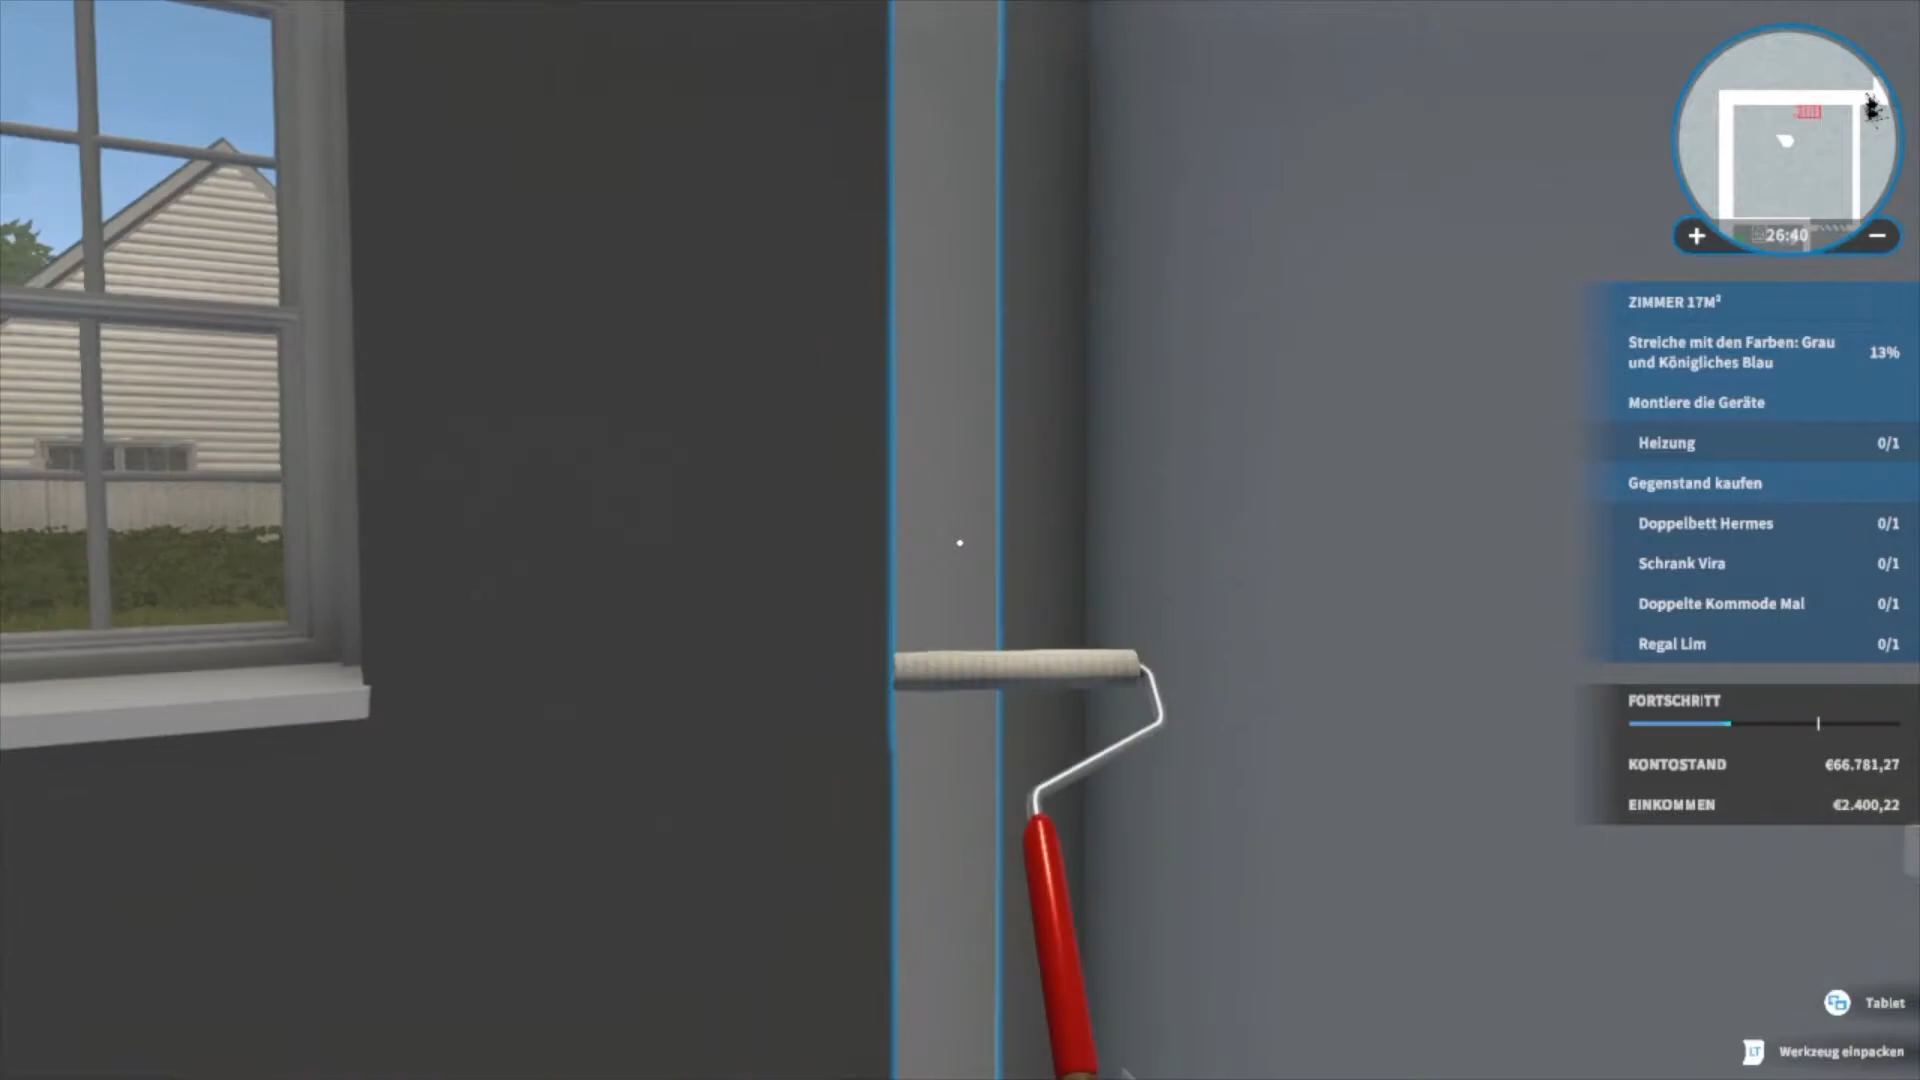 + 26:40 −
ZIMMER 17M²
Streiche mit den Farben: Grau 13%
und Königliches Blau
Montiere die Geräte
Heizung 0/1
Gegenstand kaufen
Doppelbett Hermes 0/1
Schrank Vira 0/1
Doppelte Kommode Mal 0/1
Regal Lim 0/1
FORTSCHRITT
KONTOSTAND €66.781,27
EINKOMMEN €2.400,22
Tablet
LT Werkzeug einpacken